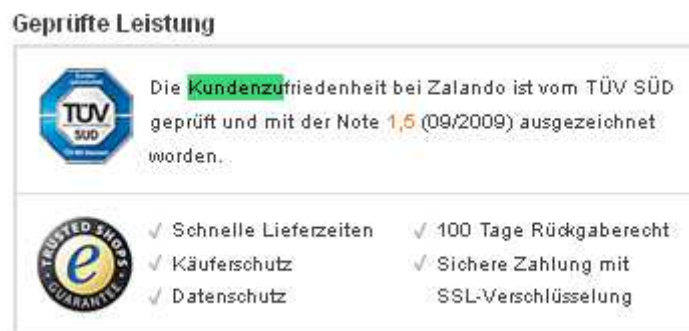 Geprüfte Leistung
TÜV
SÜD
Die Kundenzufriedenheit bei Zalando ist vom TÜV SÜD
geprüft und mit der Note 1,5 (09/2009) ausgezeichnet
worden.
TRUSTED SHOPS
e
GUARANTEE
√ Schnelle Lieferzeiten
√ Käuferschutz
√ Datenschutz
√ 100 Tage Rückgaberecht
√ Sichere Zahlung mit
SSL-Verschlüsselung